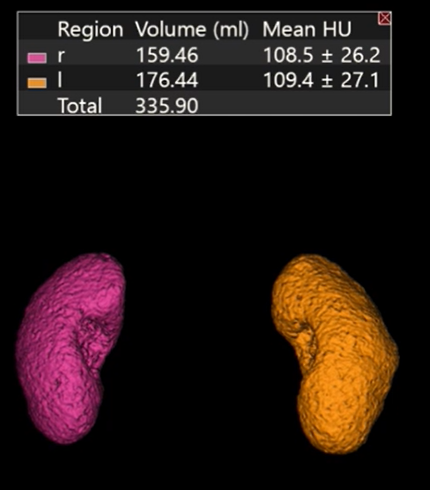 Region Volume (ml) Mean HU
r 159.46 108.5 ± 26.2
l 176.44 109.4 ± 27.1
Total 335.90